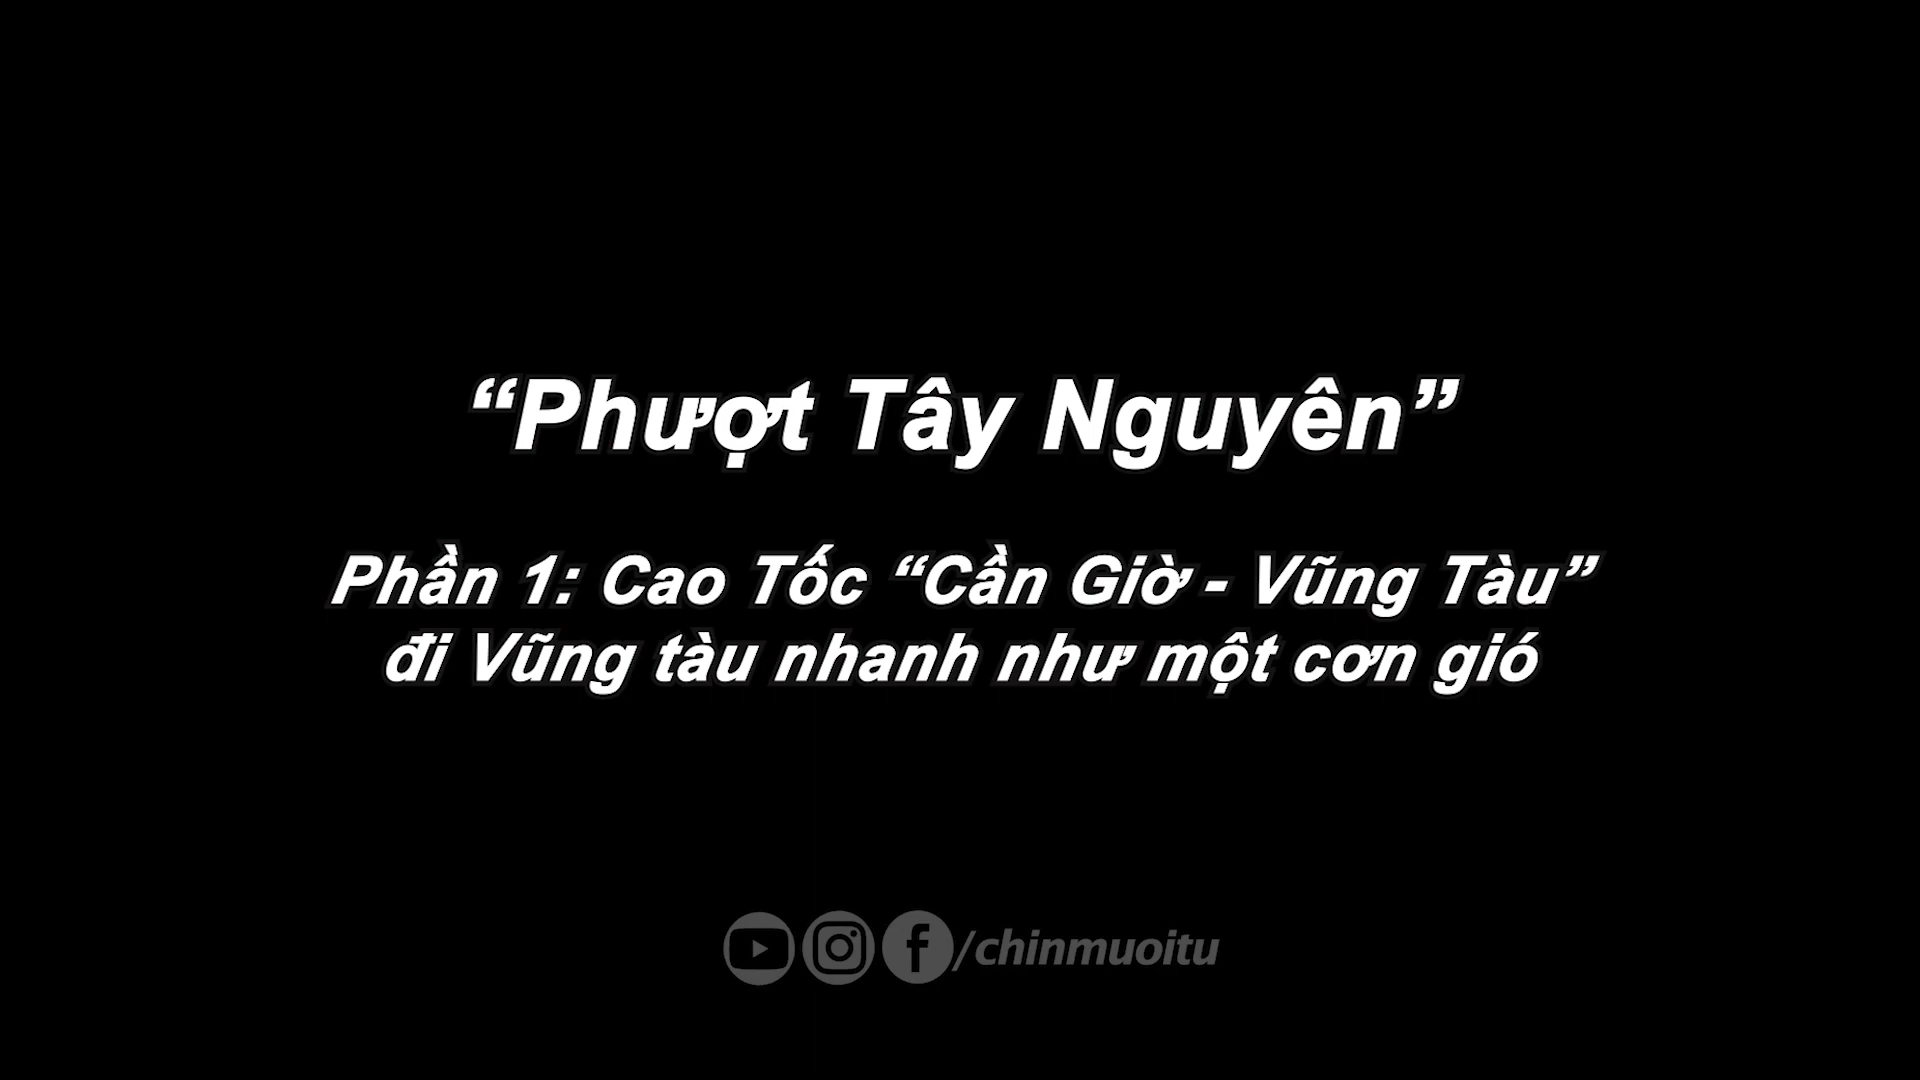 “Phượt Tây Nguyên”
Phần 1: Cao Tốc “Cần Giờ - Vũng Tàu”
đi Vũng tàu nhanh như một cơn gió
/chinmuoitu